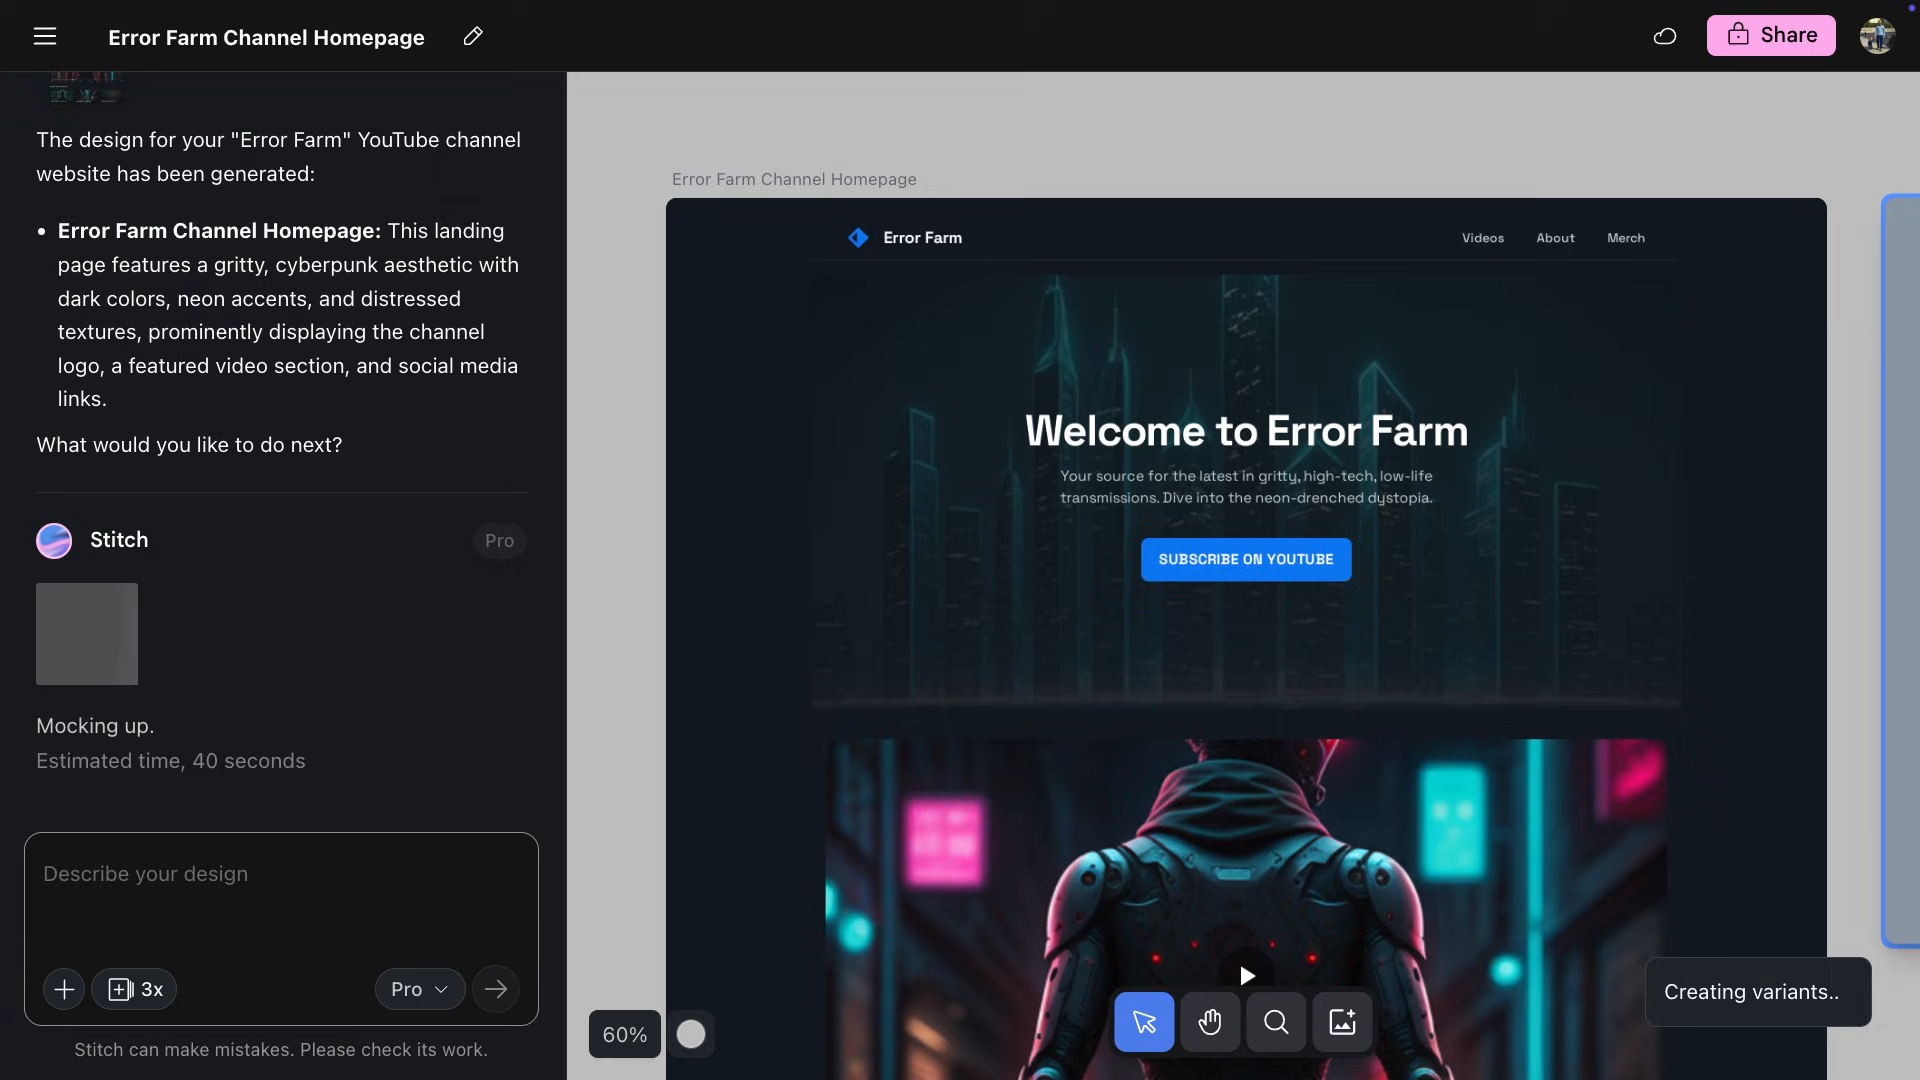 Error Farm Channel Homepage
Share
The design for your "Error Farm" YouTube channel
website has been generated:
• Error Farm Channel Homepage: This landing
page features a gritty, cyberpunk aesthetic with
dark colors, neon accents, and distressed
textures, prominently displaying the channel
logo, a featured video section, and social media
links.
What would you like to do next?
Stitch
Pro
Mocking up.
Estimated time, 40 seconds
Describe your design
3x
Pro
Stitch can make mistakes. Please check its work.
Error Farm Channel Homepage
Error Farm
Videos
About
Merch
Welcome to Error Farm
Your source for the latest in gritty, high-tech, low-life
transmissions. Dive into the neon-drenched dystopia.
SUBSCRIBE ON YOUTUBE
Creating variants..
60%